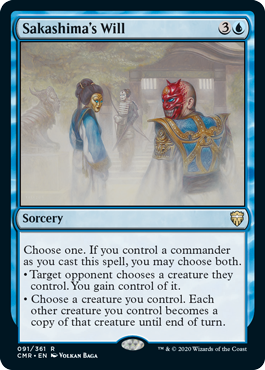 Sakashima's Will 3
Sorcery
Choose one. If you control a commander
as you cast this spell, you may choose both.
• Target opponent chooses a creature they
control. You gain control of it.
• Choose a creature you control. Each
other creature you control becomes a
copy of that creature until end of turn.
091/361 R
CMR • EN VOLKAN BAGA
™ & © 2020 Wizards of the Coast